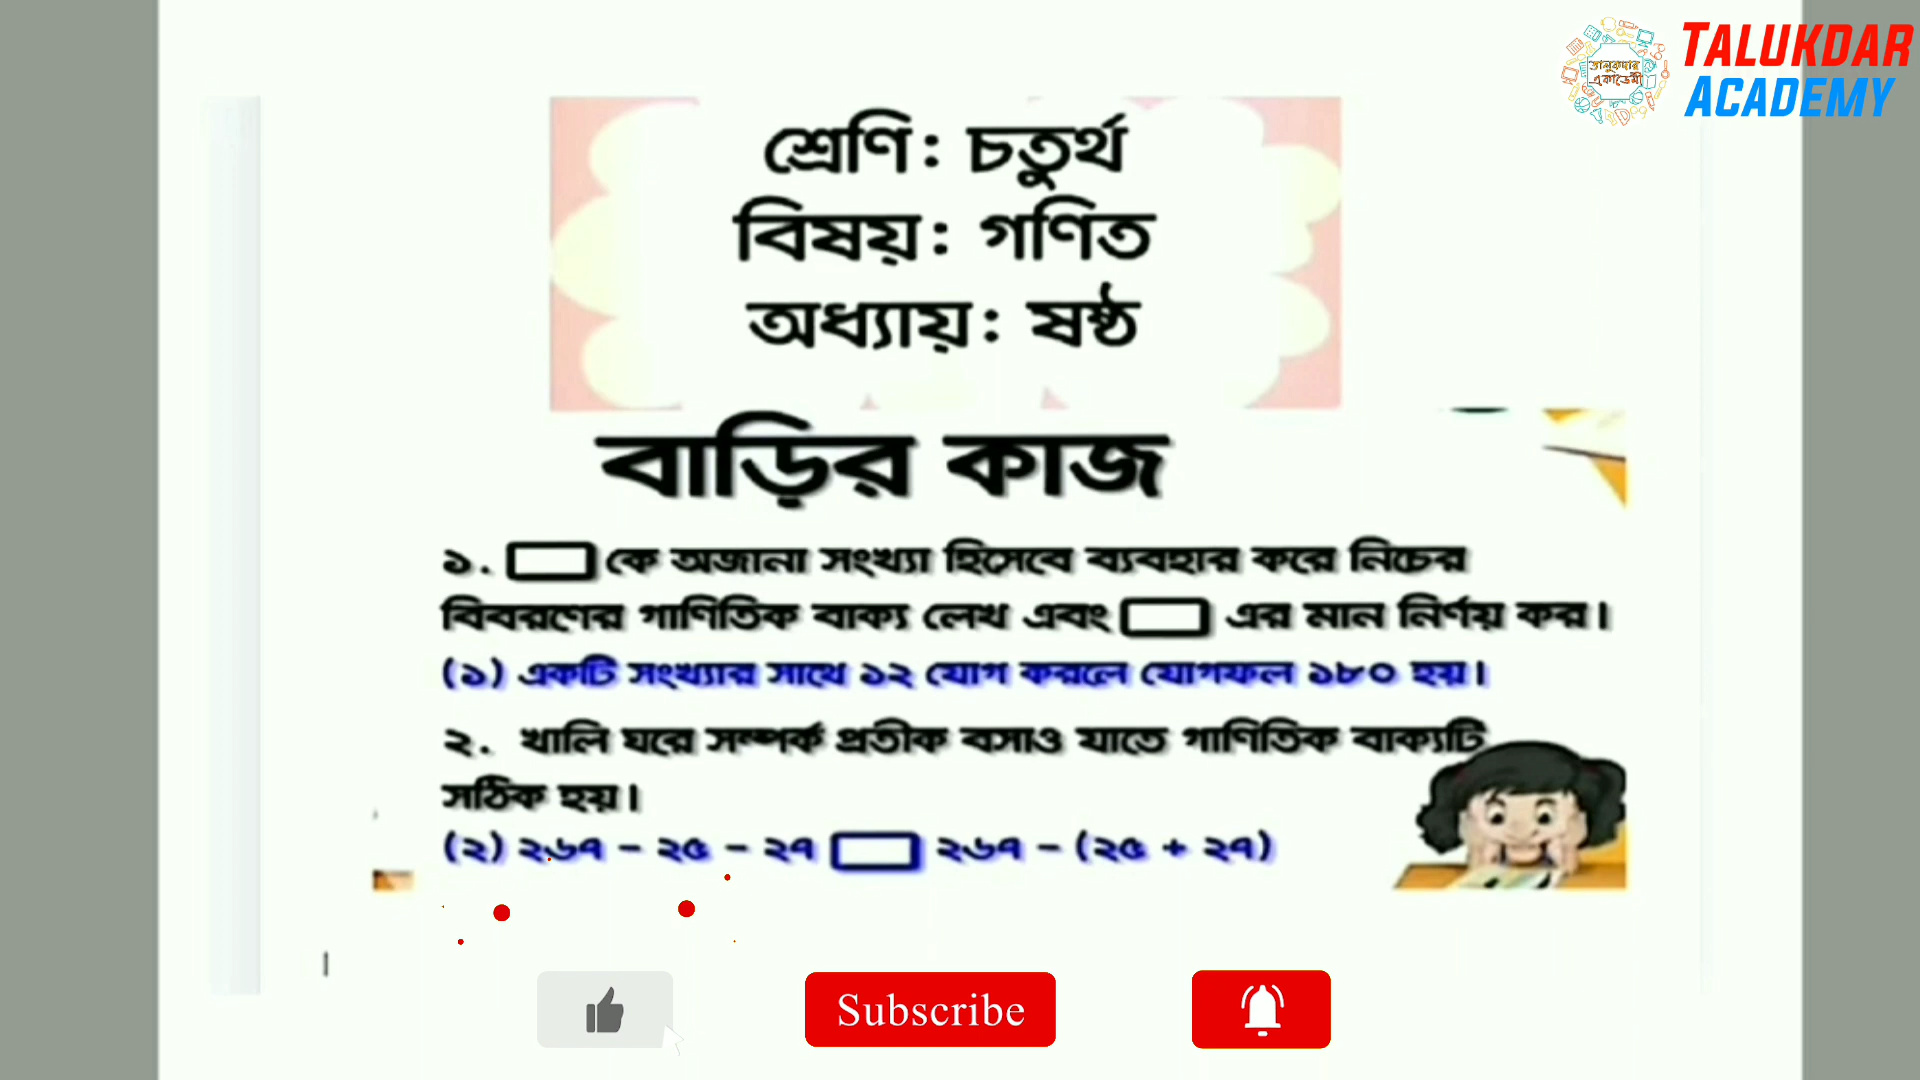 TALUKDAR
ACADEMY
তালুকদার
একাডেমী
শ্রেণি : চতুর্থ
বিষয় : গণিত
অধ্যায় : ষষ্ঠ
বাড়ির কাজ
১. কে অজানা সংখ্যা হিসেবে ব্যবহার করে নিচের
বিবরণের গাণিতিক বাক্য লেখ এবং এর মান নির্ণয় কর।
(১) একটি সংখ্যার সাথে ১২ যোগ করলে যোগফল ১৮০ হয়।
২. খালি ঘরে সম্পর্ক প্রতীক বসাও যাতে গাণিতিক বাক্যটি
সঠিক হয়।
(২) ২৬৭ – ২৫ – ২৭ ২৬৭ – (২৫ + ২৭)
Subscribe